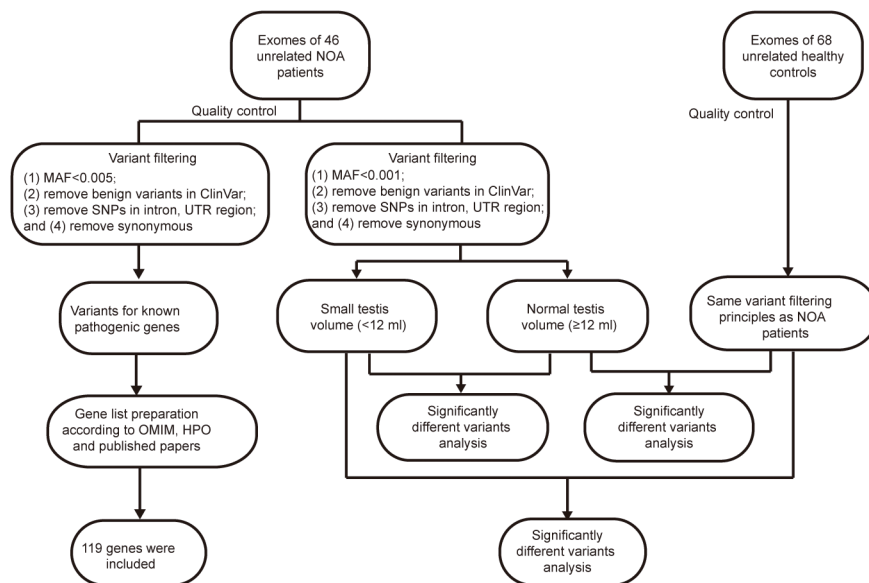 Exomes of 46
unrelated NOA
patients
Exomes of 68
unrelated healthy
controls
Quality control
Quality control
Variant filtering
(1) MAF<0.005;
(2) remove benign variants in ClinVar;
(3) remove SNPs in intron, UTR region;
and (4) remove synonymous
Variant filtering
(1) MAF<0.001;
(2) remove benign variants in ClinVar;
(3) remove SNPs in intron, UTR region;
and (4) remove synonymous
Variants for known
pathogenic genes
Small testis
volume (<12 ml)
Normal testis
volume (≥12 ml)
Same variant filtering
principles as NOA
patients
Gene list preparation
according to OMIM, HPO
and published papers
Significantly
different variants
analysis
Significantly
different variants
analysis
119 genes were
included
Significantly
different variants
analysis